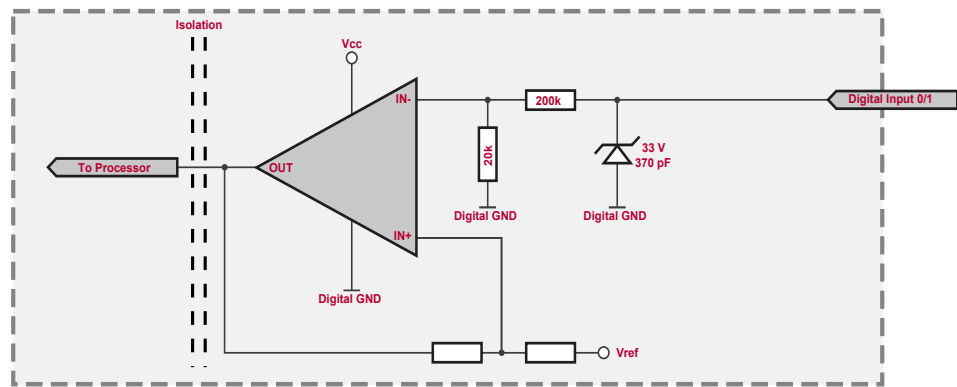 Isolation
Vcc
IN-
200k
Digital Input 0/1
20k
33 V
370 pF
To Processor
OUT
Digital GND
Digital GND
IN+
Digital GND
Vref